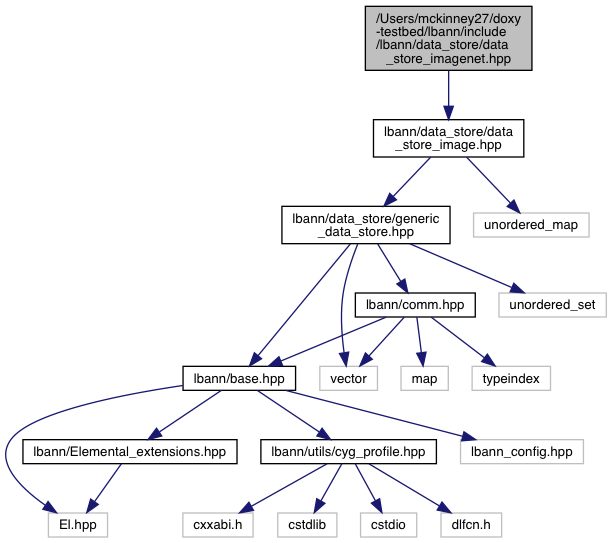 /Users/mckinney27/doxy
-testbed/lbann/include
/lbann/data_store/data
_store_imagenet.hpp
lbann/data_store/data
_store_image.hpp
lbann/data_store/generic
_data_store.hpp
unordered_map
lbann/comm.hpp
unordered_set
lbann/base.hpp
vector
map
typeindex
lbann/Elemental_extensions.hpp
lbann/utils/cyg_profile.hpp
lbann_config.hpp
El.hpp
cxxabi.h
cstdlib
cstdio
dlfcn.h